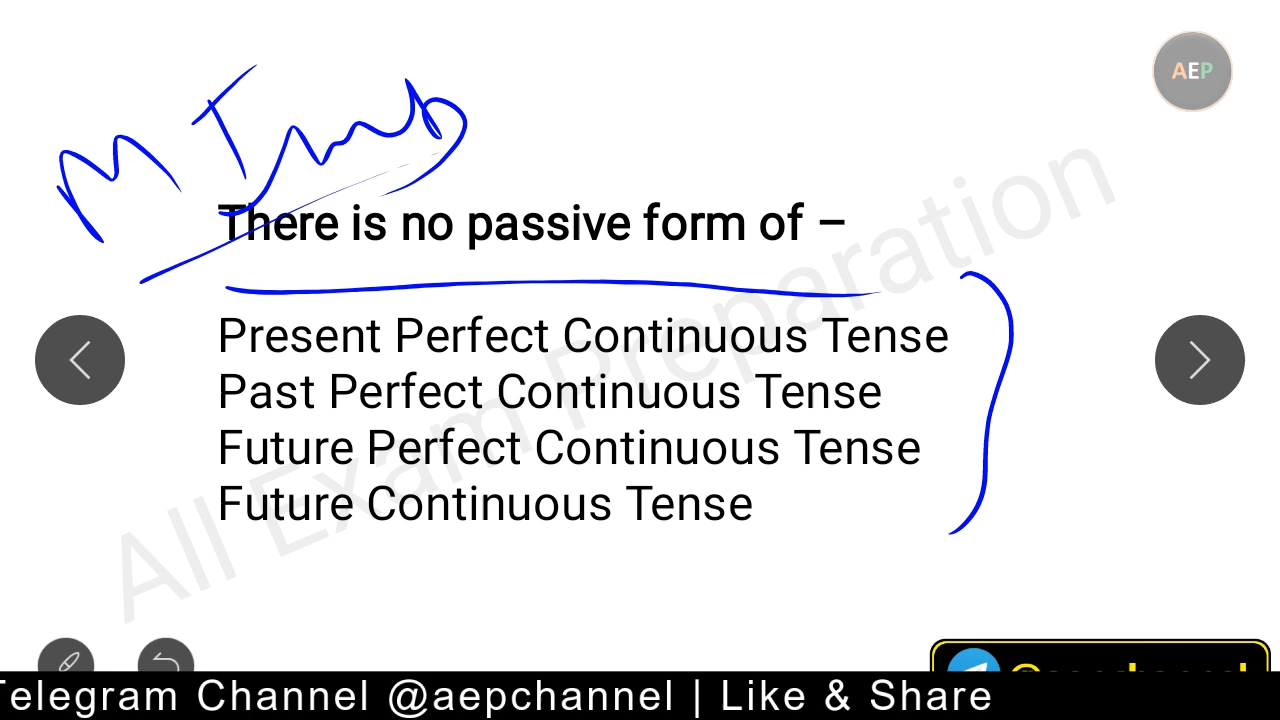 AEP
There is no passive form of –
Present Perfect Continuous Tense
Past Perfect Continuous Tense
Future Perfect Continuous Tense
Future Continuous Tense
All Exam Preparation
@aepchannel
Telegram Channel @aepchannel | Like & Share